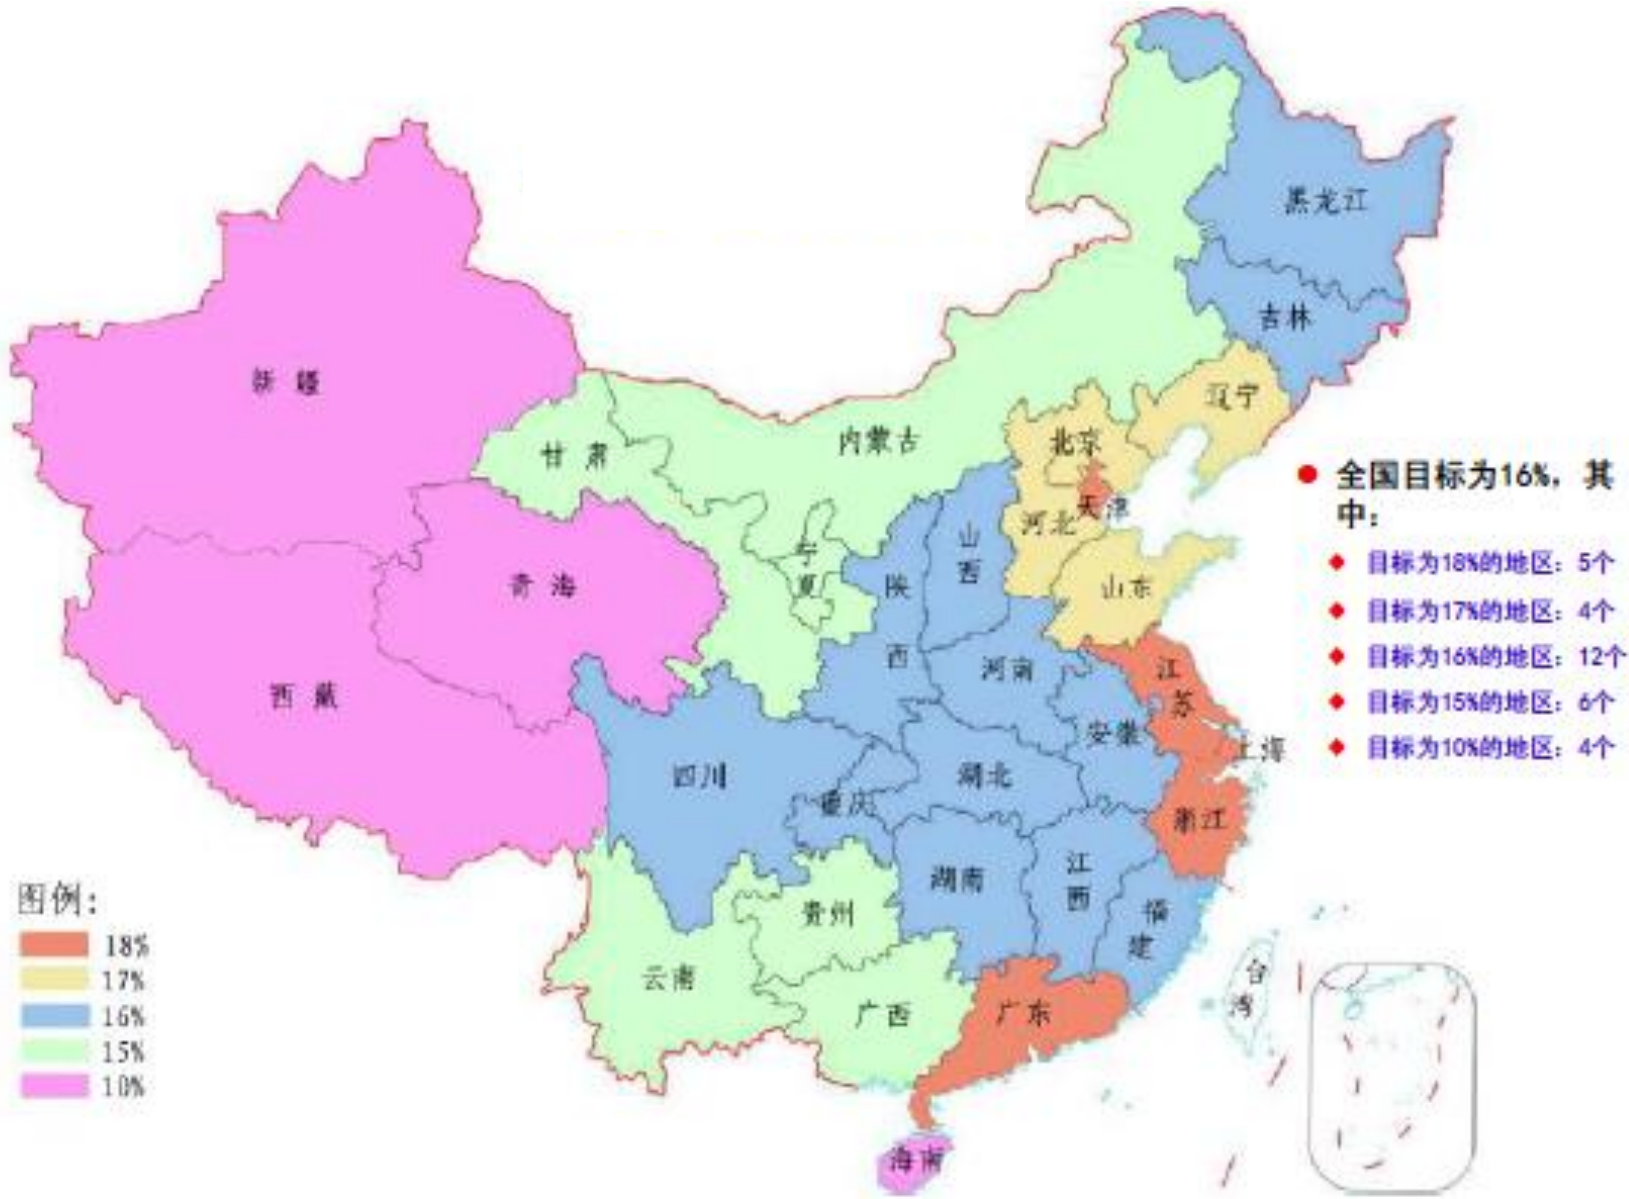 黑龙江
吉林
辽宁
新疆
甘肃
内蒙古
北京
天津
河北
山西
宁夏
陕西
青海
山东
西藏
河南
江苏
安徽
上海
四川
重庆
湖北
浙江
湖南
江西
福建
贵州
云南
广西
广东
台湾
海南
全国目标为16%，其
中：
目标为18%的地区：5个
目标为17%的地区：4个
目标为16%的地区：12个
目标为15%的地区：6个
目标为10%的地区：4个
图例：
18%
17%
16%
15%
10%